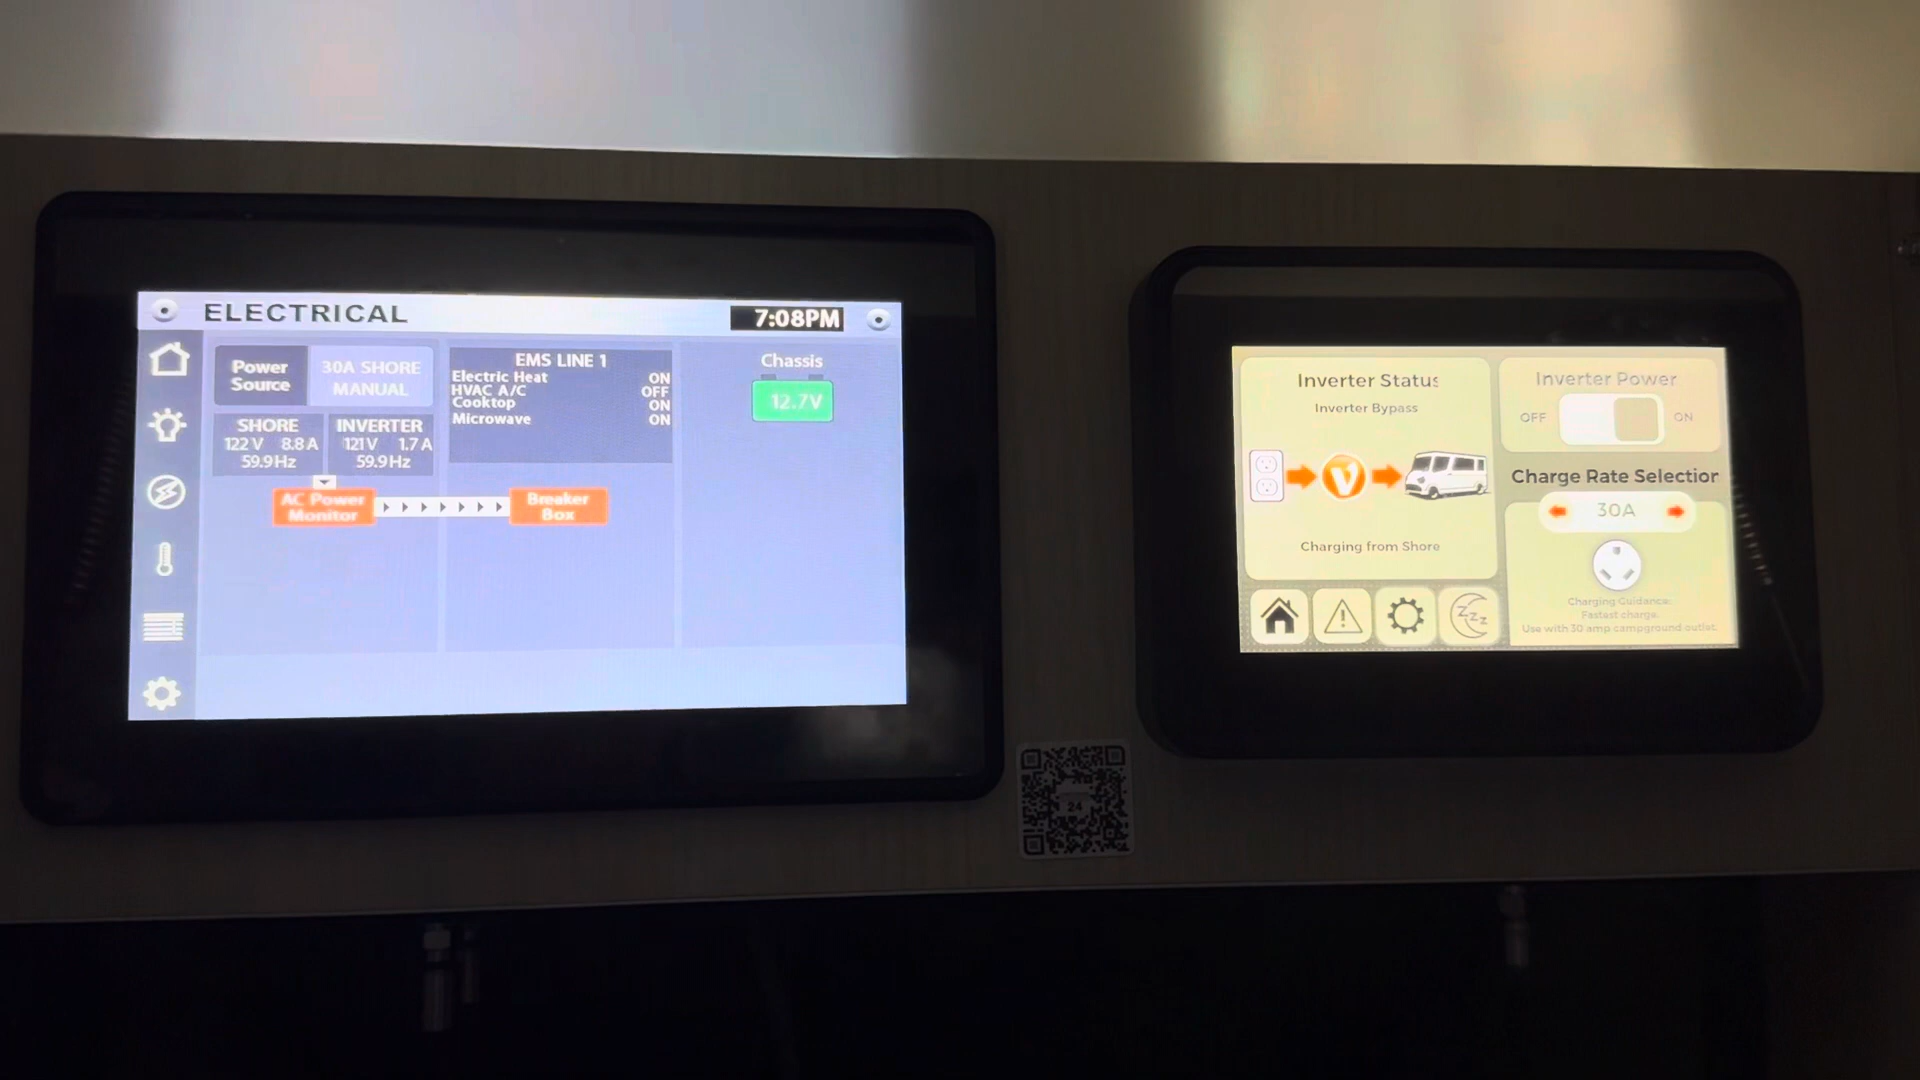 ELECTRICAL
7:08PM
Power
Source
30A SHORE
MANUAL
SHORE
122 V 8.8 A
59.9Hz
INVERTER
121V 1.7 A
59.9Hz
AC Power
Monitor
Breaker
Box
EMS LINE 1
Electric Heat ON
HVAC A/C OFF
Cooktop ON
Microwave ON
Chassis
12.7V
24
Inverter Status
Inverter Bypass
V
Charging from Shore
zzz
Inverter Power
OFF ON
Charge Rate Selection
30A
Charging Guidance:
Fastest charge.
Use with 30 amp campground outlet.